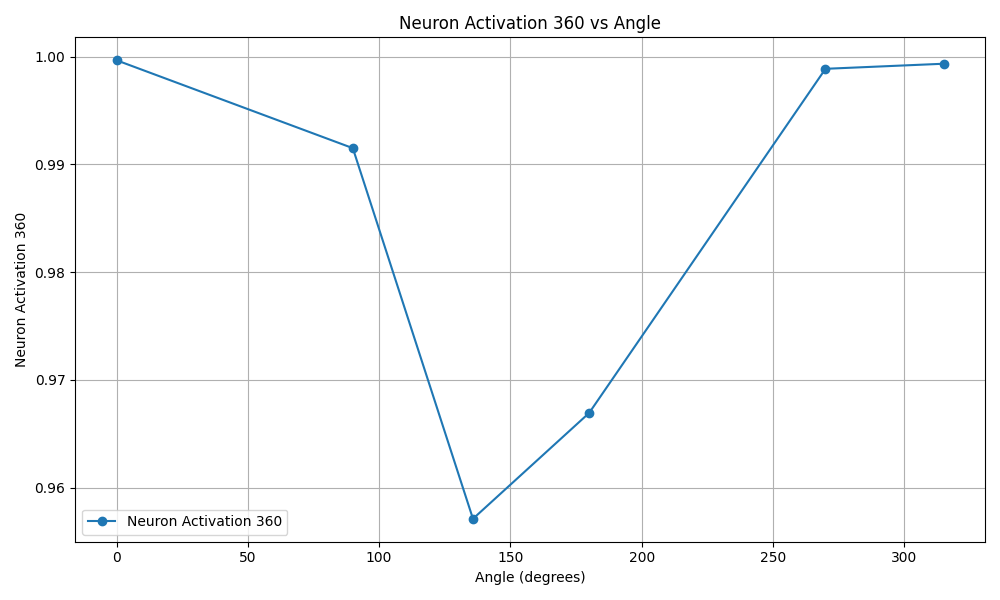 Neuron Activation 360 vs Angle
Neuron Activation 360
1.00
0.99
0.98
0.97
0.96
Neuron Activation 360
0 50 100 150 200 250 300
Angle (degrees)